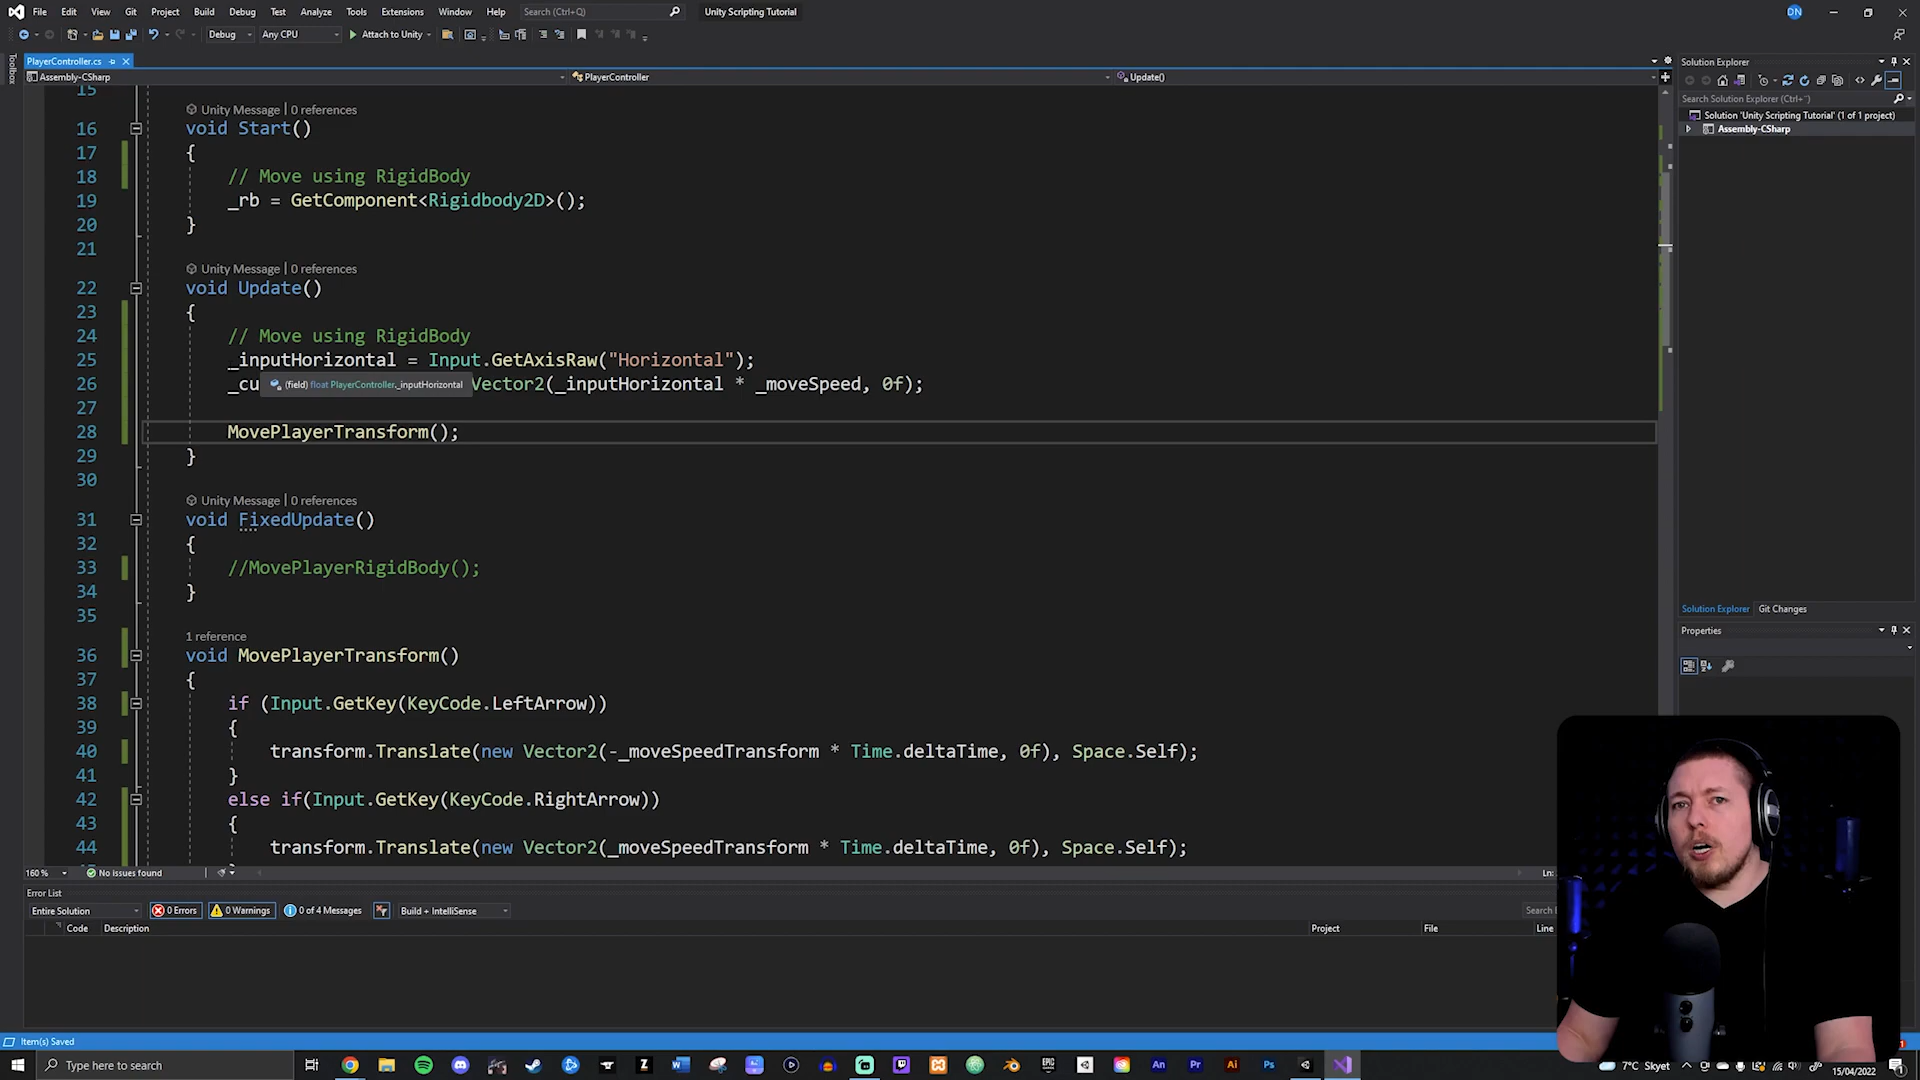 File Edit View Git Project Build Debug Test Analyze Tools Extensions Window Help Search (Ctrl+Q) Unity Scripting Tutorial DN
Debug Any CPU Attach to Unity
Toolbox
PlayerController.cs
Assembly-CSharp PlayerController Update()
15
Unity Message | 0 references
16 void Start()
17 {
18 // Move using RigidBody
19 _rb = GetComponent<Rigidbody2D>();
20 }
21
Unity Message | 0 references
22 void Update()
23 {
24 // Move using RigidBody
25 _inputHorizontal = Input.GetAxisRaw("Horizontal");
26 _cu Vector2(_inputHorizontal * _moveSpeed, 0f);
(field) float PlayerController._inputHorizontal
27
28 MovePlayerTransform();
29 }
30
Unity Message | 0 references
31 void FixedUpdate()
32 {
33 //MovePlayerRigidBody();
34 }
35
1 reference
36 void MovePlayerTransform()
37 {
38 if (Input.GetKey(KeyCode.LeftArrow))
39 {
40 transform.Translate(new Vector2(-_moveSpeedTransform * Time.deltaTime, 0f), Space.Self);
41 }
42 else if(Input.GetKey(KeyCode.RightArrow))
43 {
44 transform.Translate(new Vector2(_moveSpeedTransform * Time.deltaTime, 0f), Space.Self);
160 % No issues found Ln:
Error List
Entire Solution 0 Errors 0 Warnings 0 of 4 Messages Build + IntelliSense Search E
Code Description Project File Line
Item(s) Saved
Solution Explorer
Search Solution Explorer (Ctrl+¨)
Solution 'Unity Scripting Tutorial' (1 of 1 project)
Assembly-CSharp
Solution Explorer Git Changes
Properties
Type here to search
7°C Skyet
15/04/2022